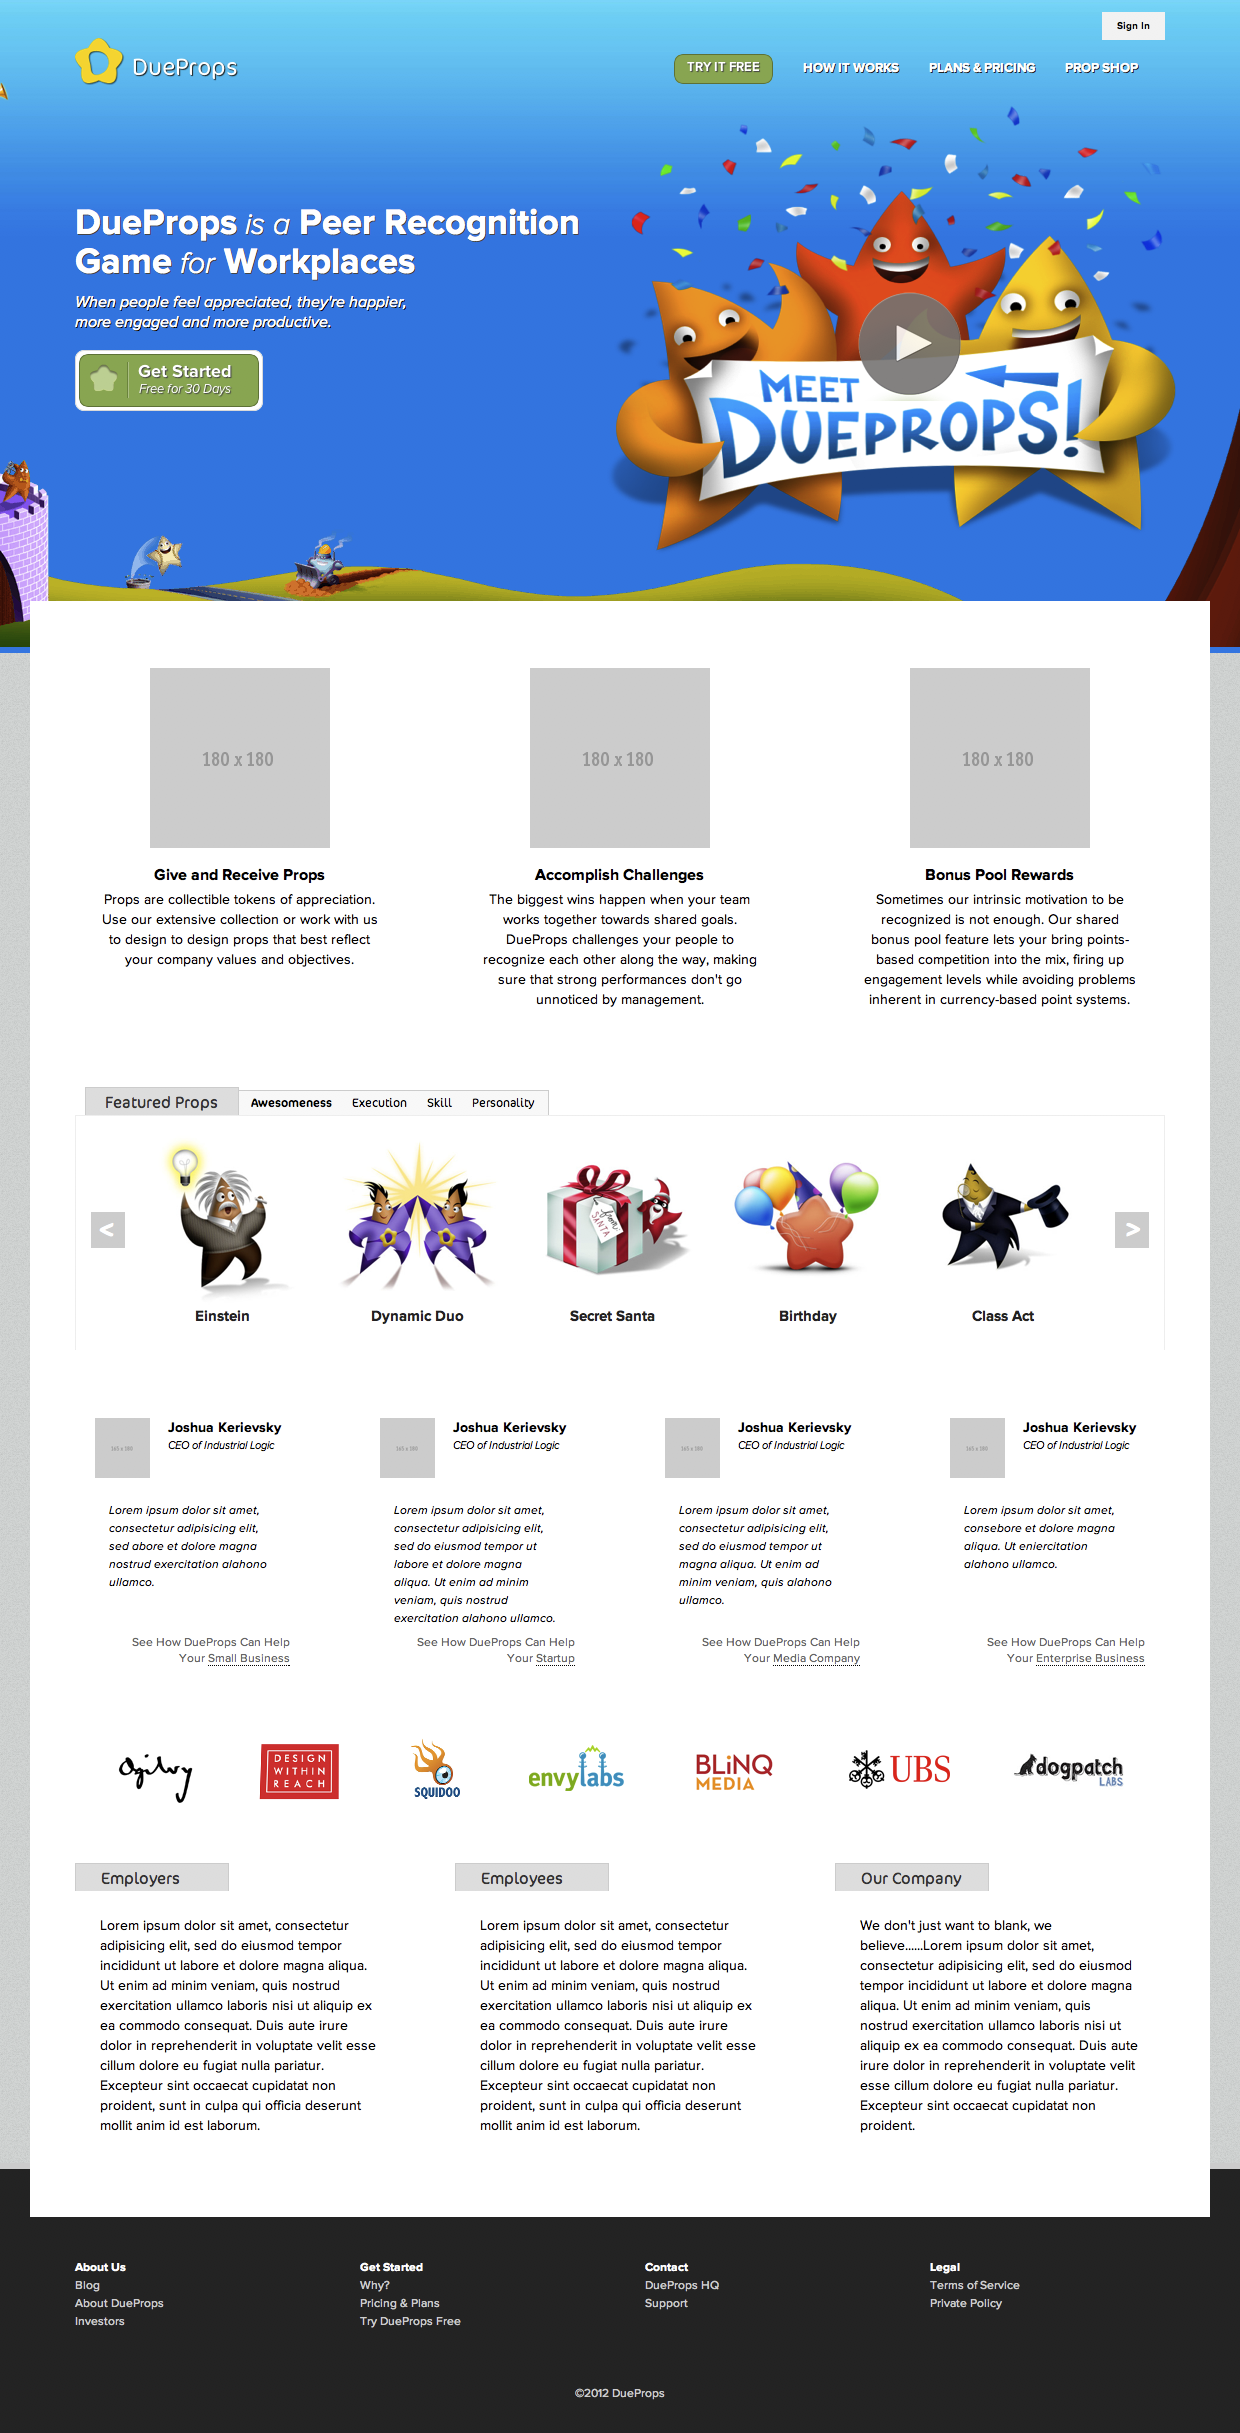 Sign In
DueProps
TRY IT FREE
HOW IT WORKS
PLANS & PRICING
PROP SHOP
DueProps is a Peer Recognition
Game for Workplaces
When people feel appreciated, they're happier,
more engaged and more productive.
Get Started
Free for 30 Days
MEET
DUEPROPS!
180 x 180
180 x 180
180 x 180
Give and Receive Props
Props are collectible tokens of appreciation.
Use our extensive collection or work with us
to design to design props that best reflect
your company values and objectives.
Accomplish Challenges
The biggest wins happen when your team
works together towards shared goals.
DueProps challenges your people to
recognize each other along the way, making
sure that strong performances don't go
unnoticed by management.
Bonus Pool Rewards
Sometimes our intrinsic motivation to be
recognized is not enough. Our shared
bonus pool feature lets your bring points-
based competition into the mix, firing up
engagement levels while avoiding problems
inherent in currency-based point systems.
Featured Props
Awesomeness
Execution
Skill
Personality
<
from
SANTA
>
Einstein
Dynamic Duo
Secret Santa
Birthday
Class Act
165 x 180
Joshua Kerievsky
CEO of Industrial Logic
Lorem ipsum dolor sit amet,
consectetur adipisicing elit,
sed abore et dolore magna
nostrud exercitation alahono
ullamco.
See How DueProps Can Help
Your Small Business
165 x 180
Joshua Kerievsky
CEO of Industrial Logic
Lorem ipsum dolor sit amet,
consectetur adipisicing elit,
sed do eiusmod tempor ut
labore et dolore magna
aliqua. Ut enim ad minim
veniam, quis nostrud
exercitation alahono ullamco.
See How DueProps Can Help
Your Startup
165 x 180
Joshua Kerievsky
CEO of Industrial Logic
Lorem ipsum dolor sit amet,
consectetur adipisicing elit,
sed do eiusmod tempor ut
magna aliqua. Ut enim ad
minim veniam, quis alahono
ullamco.
See How DueProps Can Help
Your Media Company
165 x 180
Joshua Kerievsky
CEO of Industrial Logic
Lorem ipsum dolor sit amet,
consebore et dolore magna
aliqua. Ut eniercitation
alahono ullamco.
See How DueProps Can Help
Your Enterprise Business
Ogilvy
DESIGN
WITHIN
REACH
SQUIDOO
envylabs
BLiNQ
MEDIA
UBS
dogpatch
LABS
Employers
Lorem ipsum dolor sit amet, consectetur
adipisicing elit, sed do eiusmod tempor
incididunt ut labore et dolore magna aliqua.
Ut enim ad minim veniam, quis nostrud
exercitation ullamco laboris nisi ut aliquip ex
ea commodo consequat. Duis aute irure
dolor in reprehenderit in voluptate velit esse
cillum dolore eu fugiat nulla pariatur.
Excepteur sint occaecat cupidatat non
proident, sunt in culpa qui officia deserunt
mollit anim id est laborum.
Employees
Lorem ipsum dolor sit amet, consectetur
adipisicing elit, sed do eiusmod tempor
incididunt ut labore et dolore magna aliqua.
Ut enim ad minim veniam, quis nostrud
exercitation ullamco laboris nisi ut aliquip ex
ea commodo consequat. Duis aute irure
dolor in reprehenderit in voluptate velit esse
cillum dolore eu fugiat nulla pariatur.
Excepteur sint occaecat cupidatat non
proident, sunt in culpa qui officia deserunt
mollit anim id est laborum.
Our Company
We don't just want to blank, we
believe......Lorem ipsum dolor sit amet,
consectetur adipisicing elit, sed do eiusmod
tempor incididunt ut labore et dolore magna
aliqua. Ut enim ad minim veniam, quis
nostrud exercitation ullamco laboris nisi ut
aliquip ex ea commodo consequat. Duis aute
irure dolor in reprehenderit in voluptate velit
esse cillum dolore eu fugiat nulla pariatur.
Excepteur sint occaecat cupidatat non
proident.
About Us
Blog
About DueProps
Investors
Get Started
Why?
Pricing & Plans
Try DueProps Free
Contact
DueProps HQ
Support
Legal
Terms of Service
Private Policy
©2012 DueProps